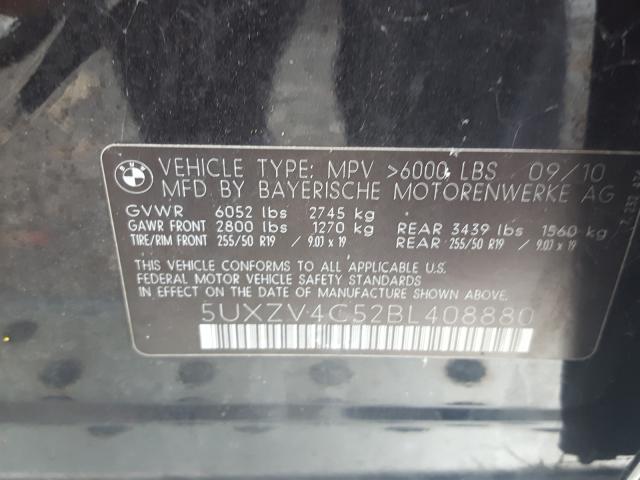 BMW
VEHICLE TYPE: MPV >6000 LBS 09/10
MFD BY BAYERISCHE MOTORENWERKE AG
GVWR 6052 lbs 2745 kg
GAWR FRONT 2800 lbs 1270 kg REAR 3439 lbs 1560 kg
TIRE/RIM FRONT 255/50 R19 / 9.0J x 19 REAR 255/50 R19 / 9.0J x 19
THIS VEHICLE CONFORMS TO ALL APPLICABLE U.S.
FEDERAL MOTOR VEHICLE SAFETY STANDARDS
IN EFFECT ON THE DATE OF MANUFACTURE SHOWN ABOVE.
5UXZV4C52BL408880